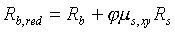 R_{b,red} = R_b + φμ_{s,xy} R_s